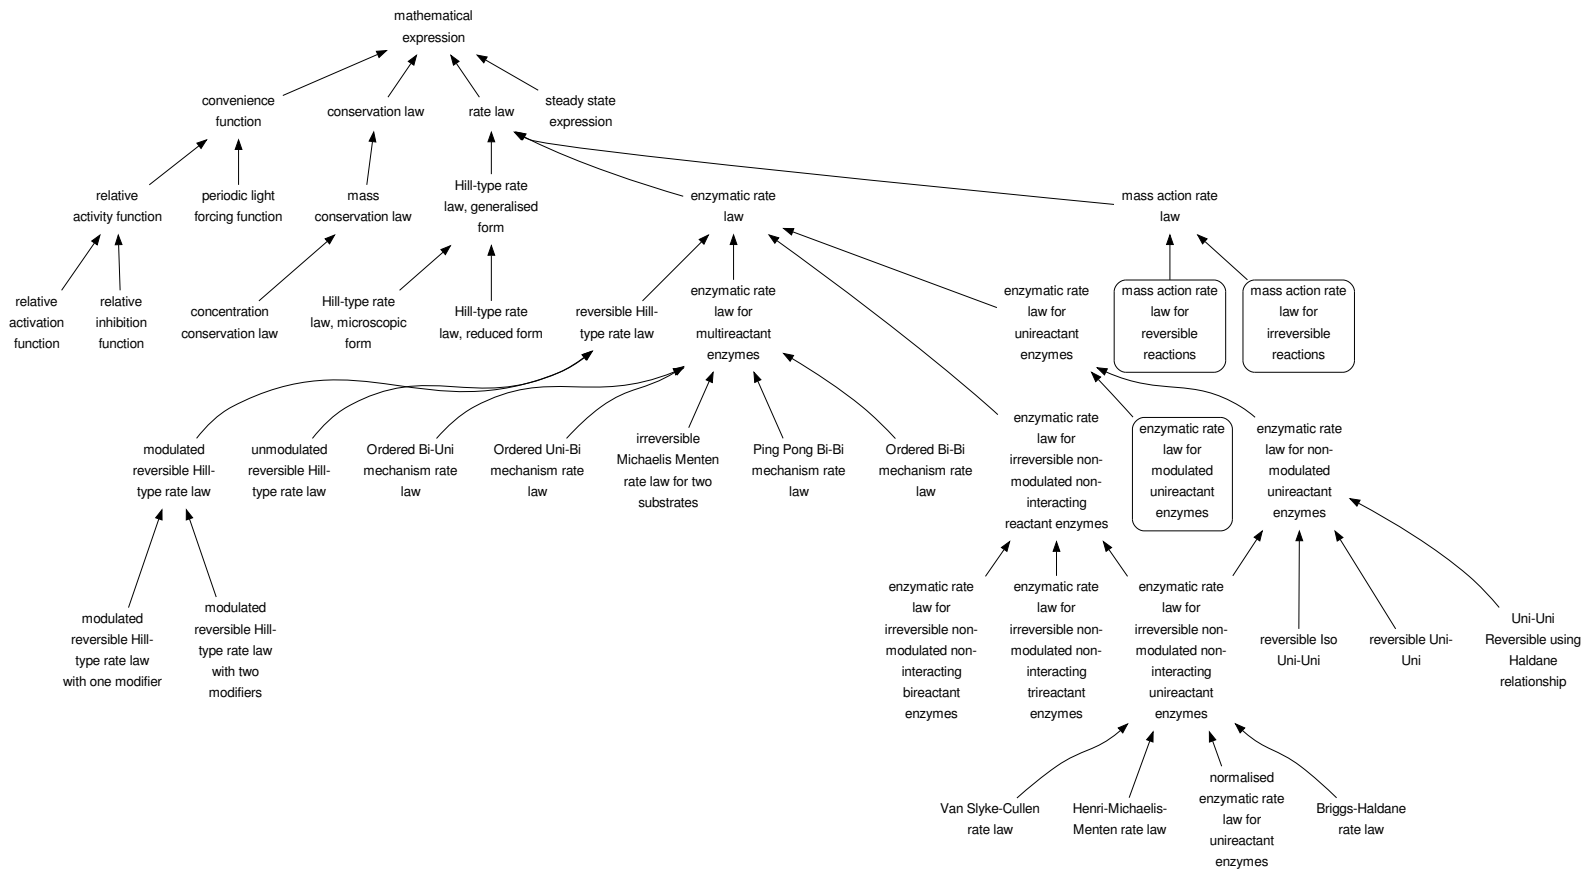 mathematical
expression
convenience
function
conservation law
rate law
steady state
expression
relative
activity function
periodic light
forcing function
mass
conservation law
Hill-type rate
law, generalised
form
enzymatic rate
law
mass action rate
law
relative
activation
function
relative
inhibition
function
concentration
conservation law
Hill-type rate
law, microscopic
form
Hill-type rate
law, reduced form
reversible Hill-
type rate law
enzymatic rate
law for
multireactant
enzymes
enzymatic rate
law for
unireactant
enzymes
mass action rate
law for
reversible
reactions
mass action rate
law for
irreversible
reactions
modulated
reversible Hill-
type rate law
unmodulated
reversible Hill-
type rate law
Ordered Bi-Uni
mechanism rate
law
Ordered Uni-Bi
mechanism rate
law
irreversible
Michaelis Menten
rate law for two
substrates
Ping Pong Bi-Bi
mechanism rate
law
Ordered Bi-Bi
mechanism rate
law
enzymatic rate
law for
irreversible non-
modulated non-
interacting
reactant enzymes
enzymatic rate
law for
modulated
unireactant
enzymes
enzymatic rate
law for non-
modulated
unireactant
enzymes
modulated
reversible Hill-
type rate law
with one modifier
modulated
reversible Hill-
type rate law
with two
modifiers
enzymatic rate
law for
irreversible non-
modulated non-
interacting
bireactant
enzymes
enzymatic rate
law for
irreversible non-
modulated non-
interacting
trireactant
enzymes
enzymatic rate
law for
irreversible non-
modulated non-
interacting
unireactant
enzymes
reversible Iso
Uni-Uni
reversible Uni-
Uni
Uni-Uni
Reversible using
Haldane
relationship
Van Slyke-Cullen
rate law
Henri-Michaelis-
Menten rate law
normalised
enzymatic rate
law for
unireactant
enzymes
Briggs-Haldane
rate law